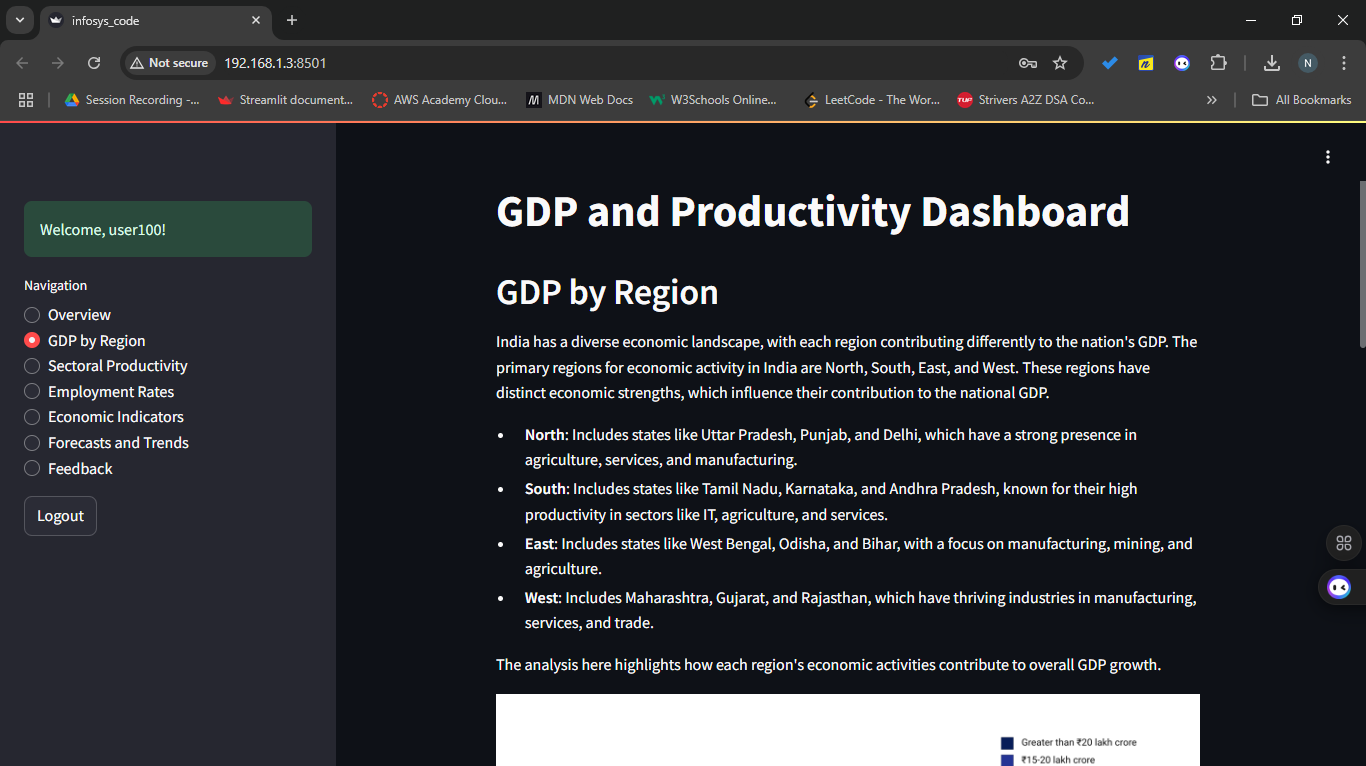 infosys_code
Not secure
192.168.1.3:8501
N
Session Recording -...
Streamlit document...
AWS Academy Clou...
MDN Web Docs
W3Schools Online...
LeetCode - The Wor...
TUF
Strivers A2Z DSA Co...
All Bookmarks
Welcome, user100!
Navigation
Overview
GDP by Region
Sectoral Productivity
Employment Rates
Economic Indicators
Forecasts and Trends
Feedback
Logout
GDP and Productivity Dashboard
GDP by Region
India has a diverse economic landscape, with each region contributing differently to the nation's GDP. The
primary regions for economic activity in India are North, South, East, and West. These regions have
distinct economic strengths, which influence their contribution to the national GDP.
North: Includes states like Uttar Pradesh, Punjab, and Delhi, which have a strong presence in
agriculture, services, and manufacturing.
South: Includes states like Tamil Nadu, Karnataka, and Andhra Pradesh, known for their high
productivity in sectors like IT, agriculture, and services.
East: Includes states like West Bengal, Odisha, and Bihar, with a focus on manufacturing, mining, and
agriculture.
West: Includes Maharashtra, Gujarat, and Rajasthan, which have thriving industries in manufacturing,
services, and trade.
The analysis here highlights how each region's economic activities contribute to overall GDP growth.
Greater than ₹20 lakh crore
₹15-20 lakh crore